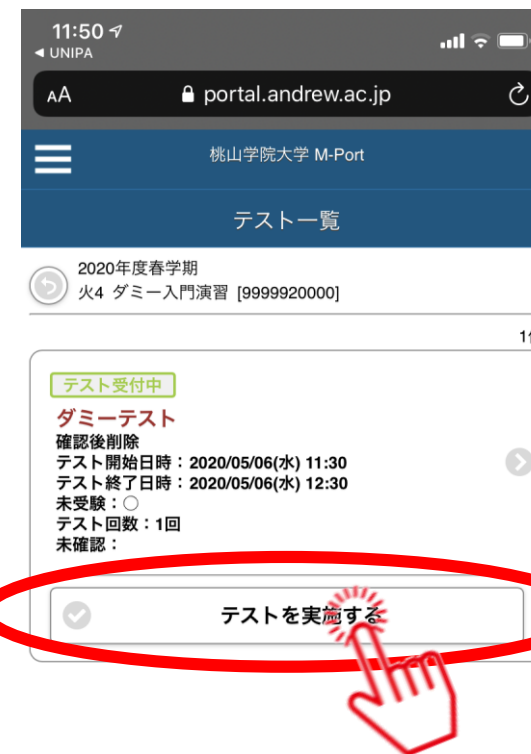 11:50
◀ UNIPA
AA portal.andrew.ac.jp
桃山学院大学 M-Port
テスト一覧
2020年度春学期
火4 ダミー入門演習 [9999920000]
テスト受付中
ダミーテスト
確認後削除
テスト開始日時：2020/05/06(水) 11:30
テスト終了日時：2020/05/06(水) 12:30
未受験：○
テスト回数：1回
未確認：
テストを実施する